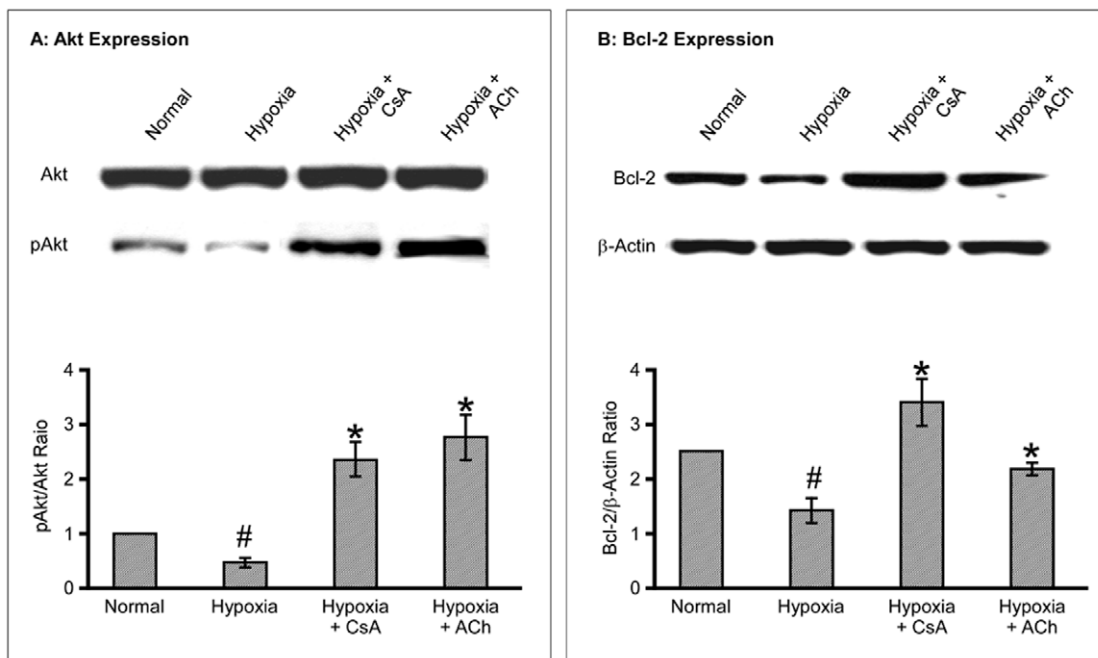 A: Akt Expression
Normal
Hypoxia
Hypoxia +
CsA
Hypoxia +
ACh
Akt
pAkt
pAkt/Akt Raio
4
3
2
1
0
#
*
*
Normal
Hypoxia
Hypoxia
+ CsA
Hypoxia
+ ACh
B: Bcl-2 Expression
Normal
Hypoxia
Hypoxia +
CsA
Hypoxia +
ACh
Bcl-2
β-Actin
Bcl-2/β-Actin Ratio
4
3
2
1
0
#
*
*
Normal
Hypoxia
Hypoxia
+ CsA
Hypoxia
+ ACh